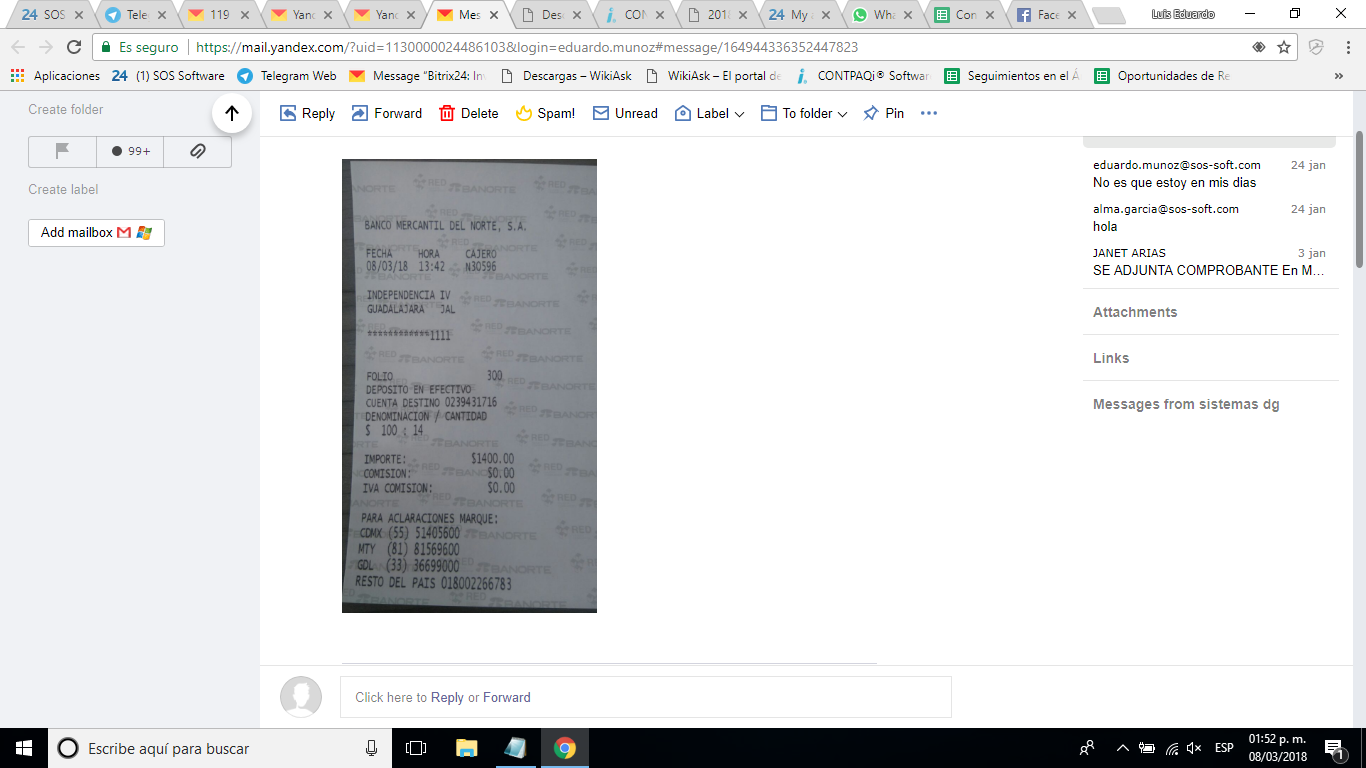 24 SOS
Tele
119
Yand
Yand
Mes
Desc
CON
2018
24 My
Wha
Con
Face
Luis Eduardo
Es seguro
https://mail.yandex.com/?uid=1130000024486103&login=eduardo.munoz#message/164944336352447823
Aplicaciones
24 (1) SOS Software
Telegram Web
Message "Bitrix24: In
Descargas – WikiAsk
WikiAsk – El portal de
CONTPAQi® Softwar
Seguimientos en el Á
Oportunidades de Re
»
Create folder
99+
Create label
Add mailbox
Reply
Forward
Delete
Spam!
Unread
Label
To folder
Pin
BANCO MERCANTIL DEL NORTE, S.A.
FECHA HORA CAJERO
08/03/18 13:42 N30596
INDEPENDENCIA IV
GUADALAJARA JAL
************1111
FOLIO 300
DEPOSITO EN EFECTIVO
CUENTA DESTINO 0239431716
DENOMINACION / CANTIDAD
$ 100 : 14
IMPORTE: $1400.00
COMISION: $0.00
IVA COMISION: $0.00
PARA ACLARACIONES MARQUE:
CDMX (55) 51405600
MTY (81) 81569600
GDL (33) 36699000
RESTO DEL PAIS 018002266783
RED BANORTE
eduardo.munoz@sos-soft.com 24 jan
No es que estoy en mis dias
alma.garcia@sos-soft.com 24 jan
hola
JANET ARIAS 3 jan
SE ADJUNTA COMPROBANTE En M...
Attachments
Links
Messages from sistemas dg
Click here to Reply or Forward
Escribe aquí para buscar
ESP
01:52 p. m.
08/03/2018
1